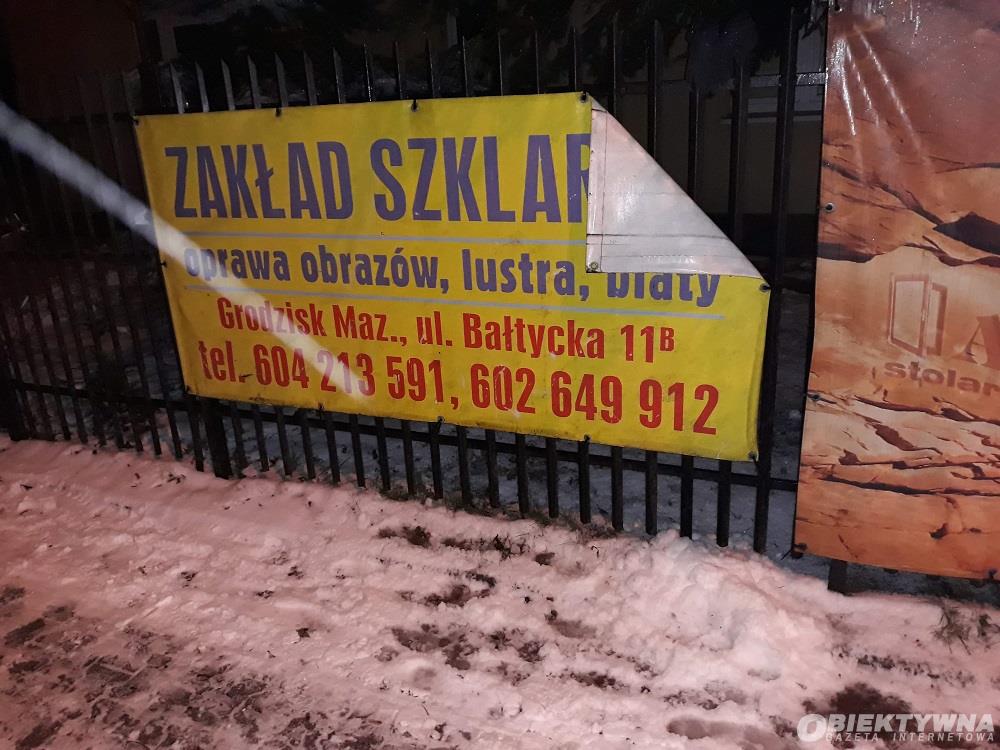 ZAKŁAD SZKLAR
oprawa obrazów, lustra, blaty
Grodzisk Maz., ul. Bałtycka 11B
tel. 604 213 591, 602 649 912
A
stolar
OBIEKTYWNA
GAZETA INTERNETOWA